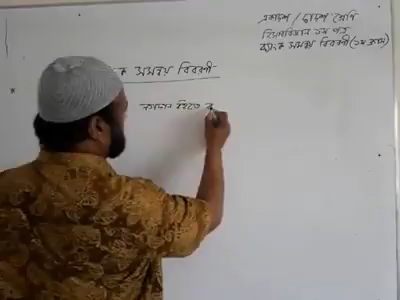 একাদশ / দ্বাদশ শ্রেণি
হিসাববিজ্ঞান ১ম পত্র
ব্যাংক সমন্বয় বিবরণী (১ম ক্লাস)
ক সমন্বয় বিবরণী